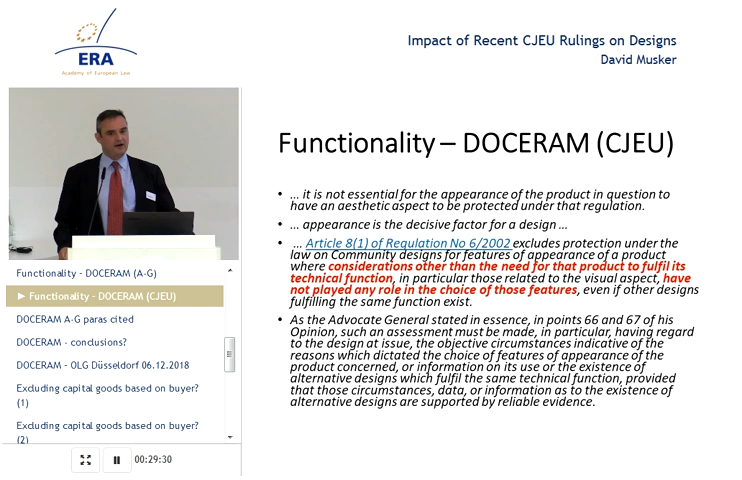 ERA
Academy of European Law
Impact of Recent CJEU Rulings on Designs
David Musker
Functionality - DOCERAM (A-G)
► Functionality - DOCERAM (CJEU)
DOCERAM A-G paras cited
DOCERAM - conclusions?
DOCERAM - OLG Düsseldorf 06.12.2018
Excluding capital goods based on buyer?
(1)
Excluding capital goods based on buyer?
(2)
00:29:30
Functionality – DOCERAM (CJEU)
• … it is not essential for the appearance of the product in question to
have an aesthetic aspect to be protected under that regulation.
• … appearance is the decisive factor for a design …
• … Article 8(1) of Regulation No 6/2002 excludes protection under the
law on Community designs for features of appearance of a product
where considerations other than the need for that product to fulfil its
technical function, in particular those related to the visual aspect, have
not played any role in the choice of those features, even if other designs
fulfilling the same function exist.
• As the Advocate General stated in essence, in points 66 and 67 of his
Opinion, such an assessment must be made, in particular, having regard
to the design at issue, the objective circumstances indicative of the
reasons which dictated the choice of features of appearance of the
product concerned, or information on its use or the existence of
alternative designs which fulfil the same technical function, provided
that those circumstances, data, or information as to the existence of
alternative designs are supported by reliable evidence.